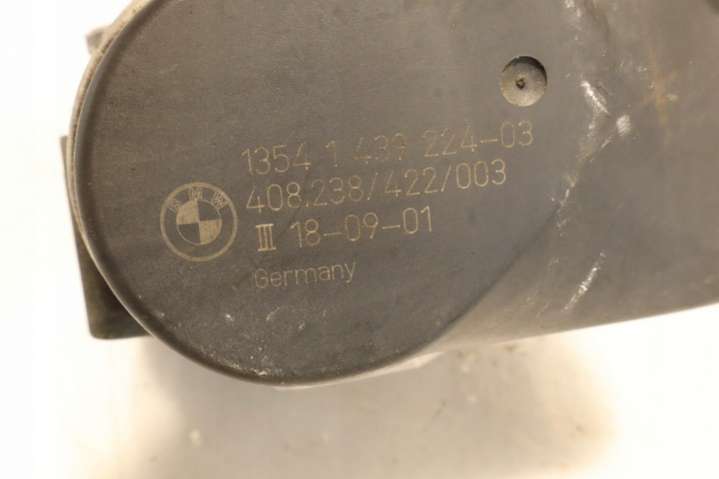 1354 1 439 224-03
408.238/422/003
III 18-09-01
Germany